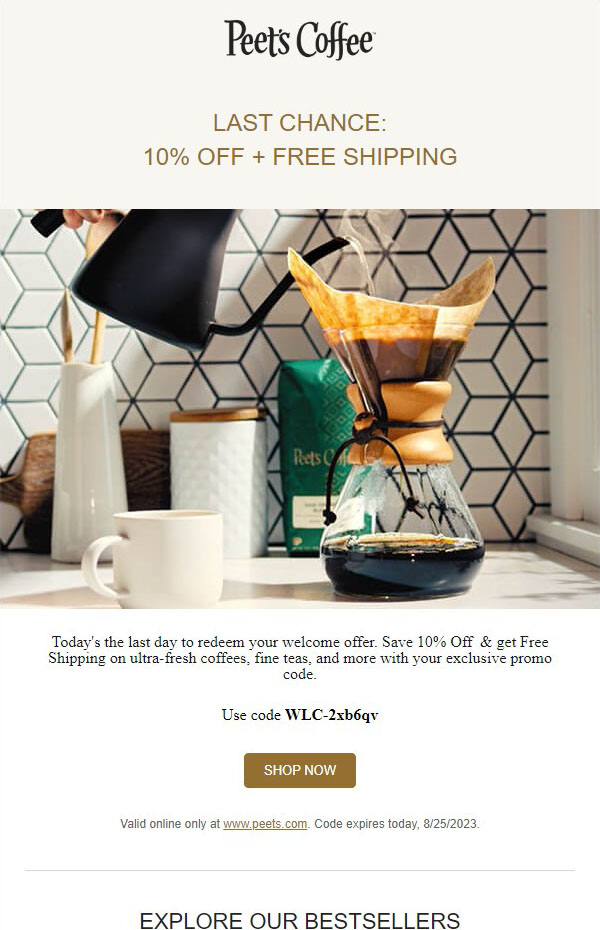 Peet's Coffee
LAST CHANCE:
10% OFF + FREE SHIPPING
Peet's Coffee
Today's the last day to redeem your welcome offer. Save 10% Off & get Free
Shipping on ultra-fresh coffees, fine teas, and more with your exclusive promo
code.
Use code WLC-2xb6qv
SHOP NOW
Valid online only at www.peets.com. Code expires today, 8/25/2023.
EXPLORE OUR BESTSELLERS